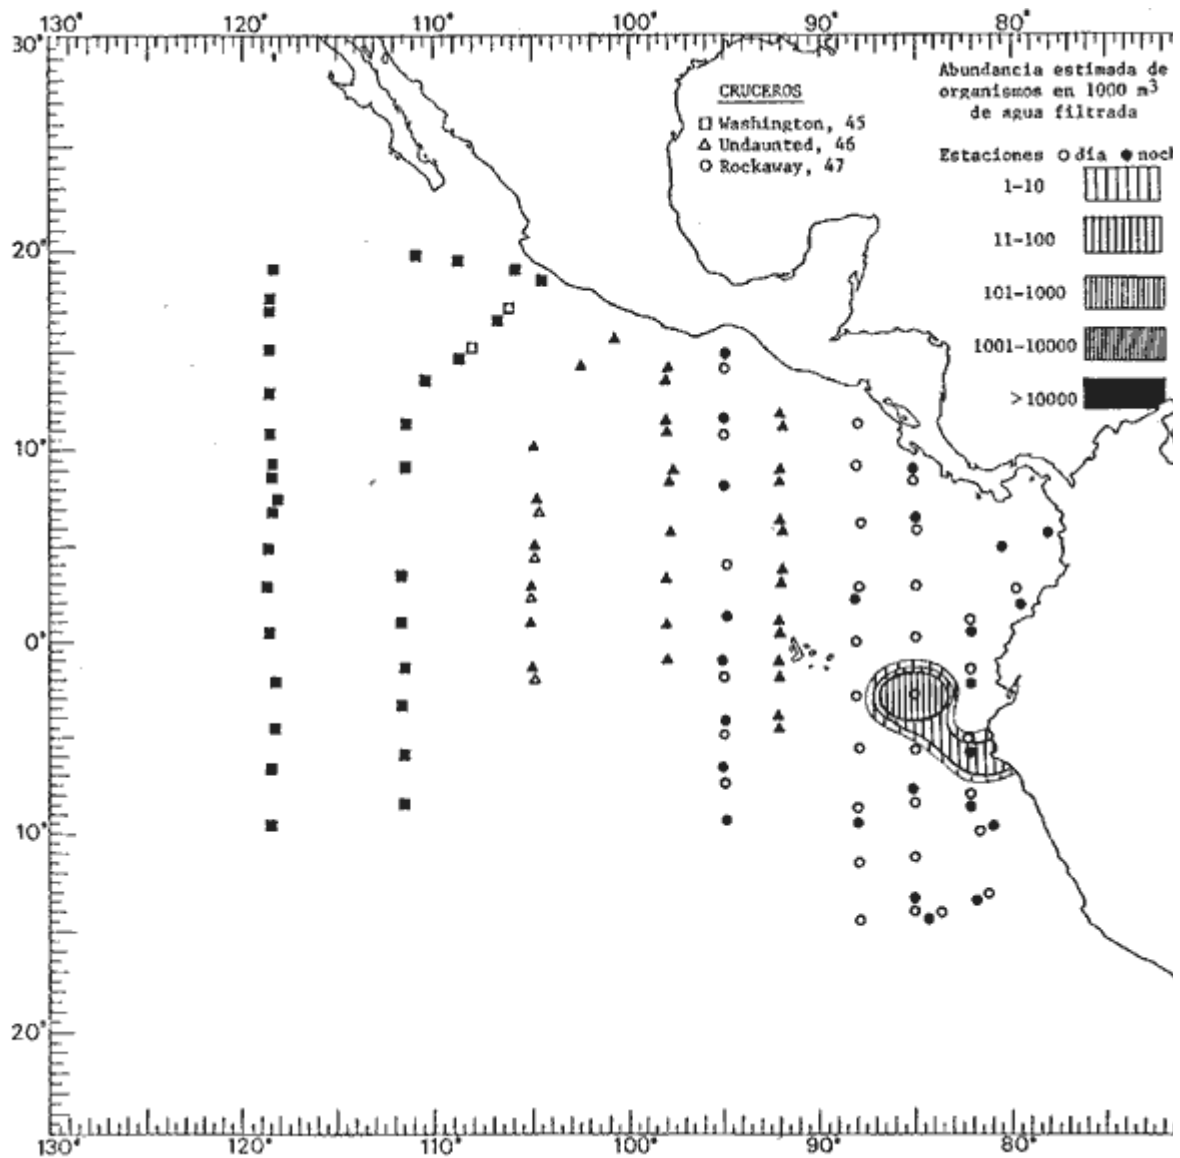 130° 120° 110° 100° 90° 80°
30°
20°
10°
0°
10°
20°
130° 120° 110° 100° 90° 80°
CRUCEROS
Washington, 45
Undaunted, 46
Rockaway, 47
Abundancia estimada de
organismos en 1000 m³
de agua filtrada
Estaciones día noch
1-10
11-100
101-1000
1001-10000
>10000